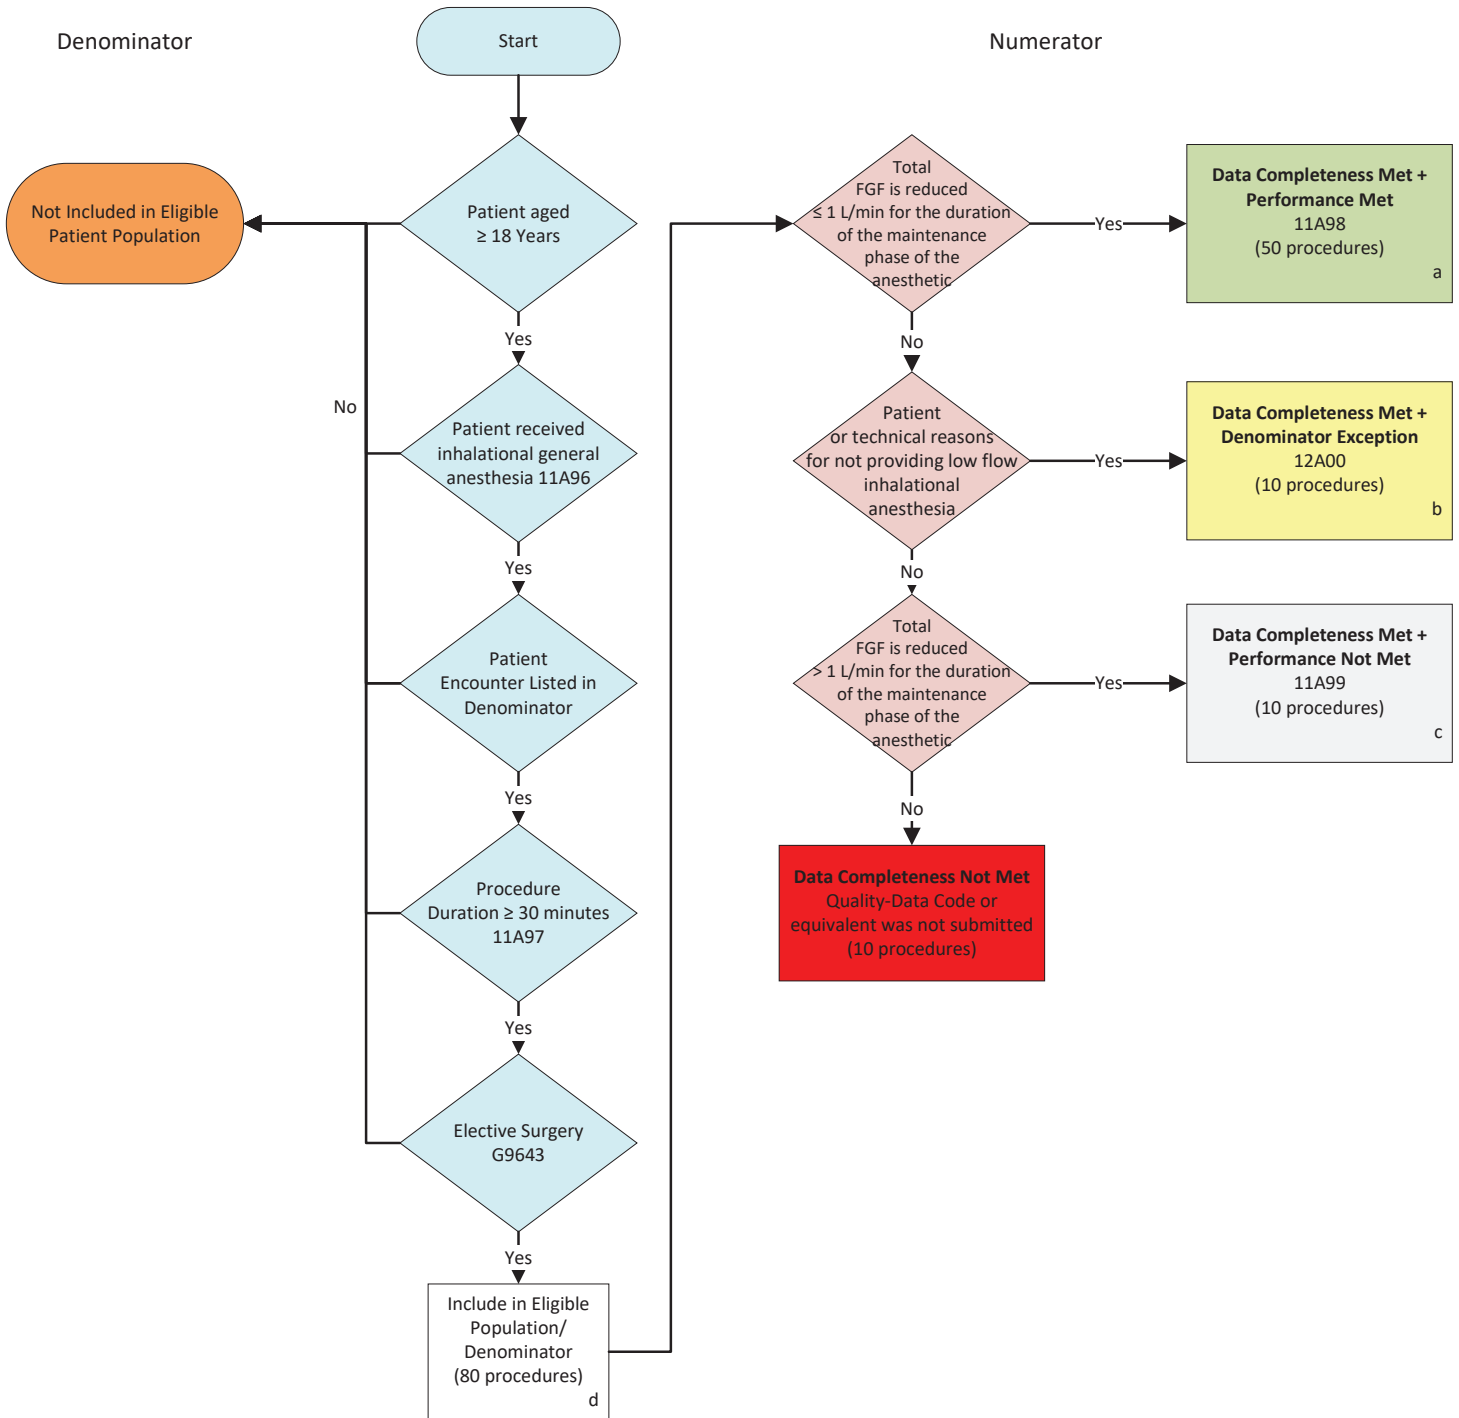 Denominator
Start
Numerator
Not Included in Eligible
Patient Population
Patient aged
≥ 18 Years
Yes
No
Patient received
inhalational general
anesthesia 11A96
Yes
Patient
Encounter Listed in
Denominator
Yes
Procedure
Duration ≥ 30 minutes
11A97
Yes
Elective Surgery
G9643
Yes
Include in Eligible
Population/
Denominator
(80 procedures)
d
Total
FGF is reduced
≤ 1 L/min for the duration
of the maintenance
phase of the
anesthetic
Yes
Data Completeness Met +
Performance Met
11A98
(50 procedures)
a
No
Patient
or technical reasons
for not providing low flow
inhalational
anesthesia
Yes
Data Completeness Met +
Denominator Exception
12A00
(10 procedures)
b
No
Total
FGF is reduced
> 1 L/min for the duration
of the maintenance
phase of the
anesthetic
Yes
Data Completeness Met +
Performance Not Met
11A99
(10 procedures)
c
No
Data Completeness Not Met
Quality-Data Code or
equivalent was not submitted
(10 procedures)